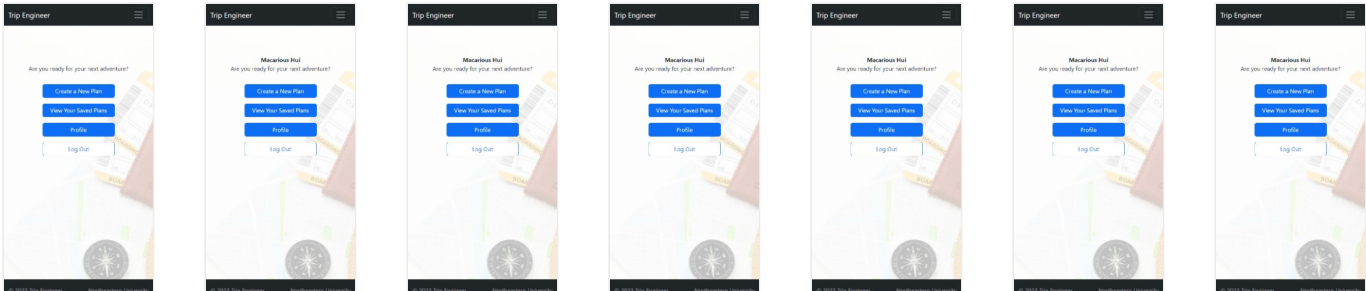 Trip Engineer
Are you ready for your next adventure?
Create a New Plan
View Your Saved Plans
Profile
Log Out
Trip Engineer
Macarious Hui
Are you ready for your next adventure?
Create a New Plan
View Your Saved Plans
Profile
Log Out
Trip Engineer
Macarious Hui
Are you ready for your next adventure?
Create a New Plan
View Your Saved Plans
Profile
Log Out
Trip Engineer
Macarious Hui
Are you ready for your next adventure?
Create a New Plan
View Your Saved Plans
Profile
Log Out
Trip Engineer
Macarious Hui
Are you ready for your next adventure?
Create a New Plan
View Your Saved Plans
Profile
Log Out
Trip Engineer
Macarious Hui
Are you ready for your next adventure?
Create a New Plan
View Your Saved Plans
Profile
Log Out
Trip Engineer
Macarious Hui
Are you ready for your next adventure?
Create a New Plan
View Your Saved Plans
Profile
Log Out